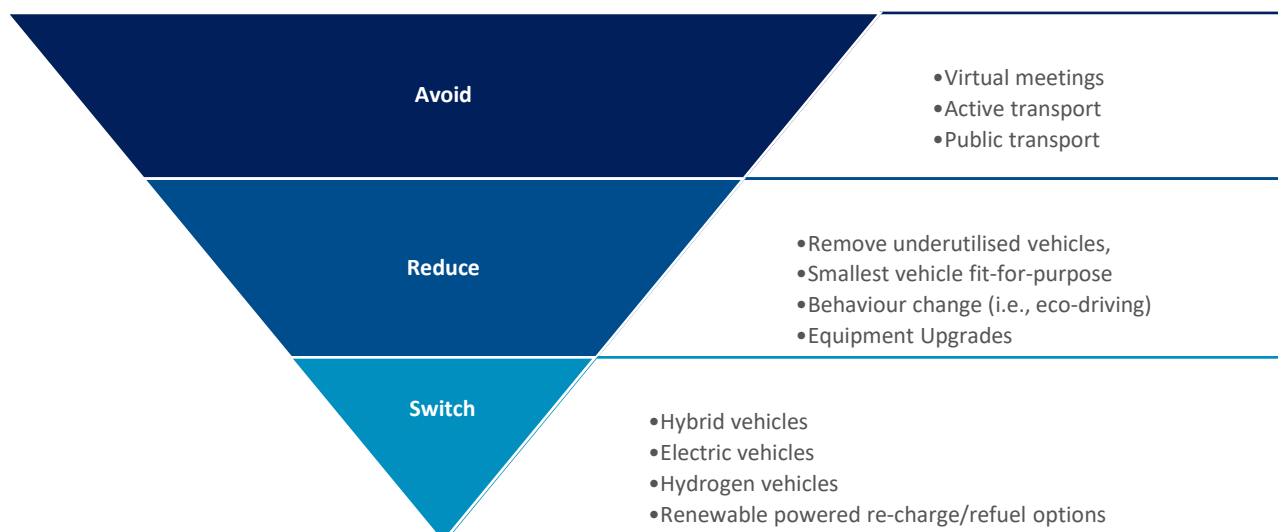 Avoid
•Virtual meetings
•Active transport
•Public transport
Reduce
•Remove underutilised vehicles,
•Smallest vehicle fit-for-purpose
•Behaviour change (i.e., eco-driving)
•Equipment Upgrades
Switch
•Hybrid vehicles
•Electric vehicles
•Hydrogen vehicles
•Renewable powered re-charge/refuel options